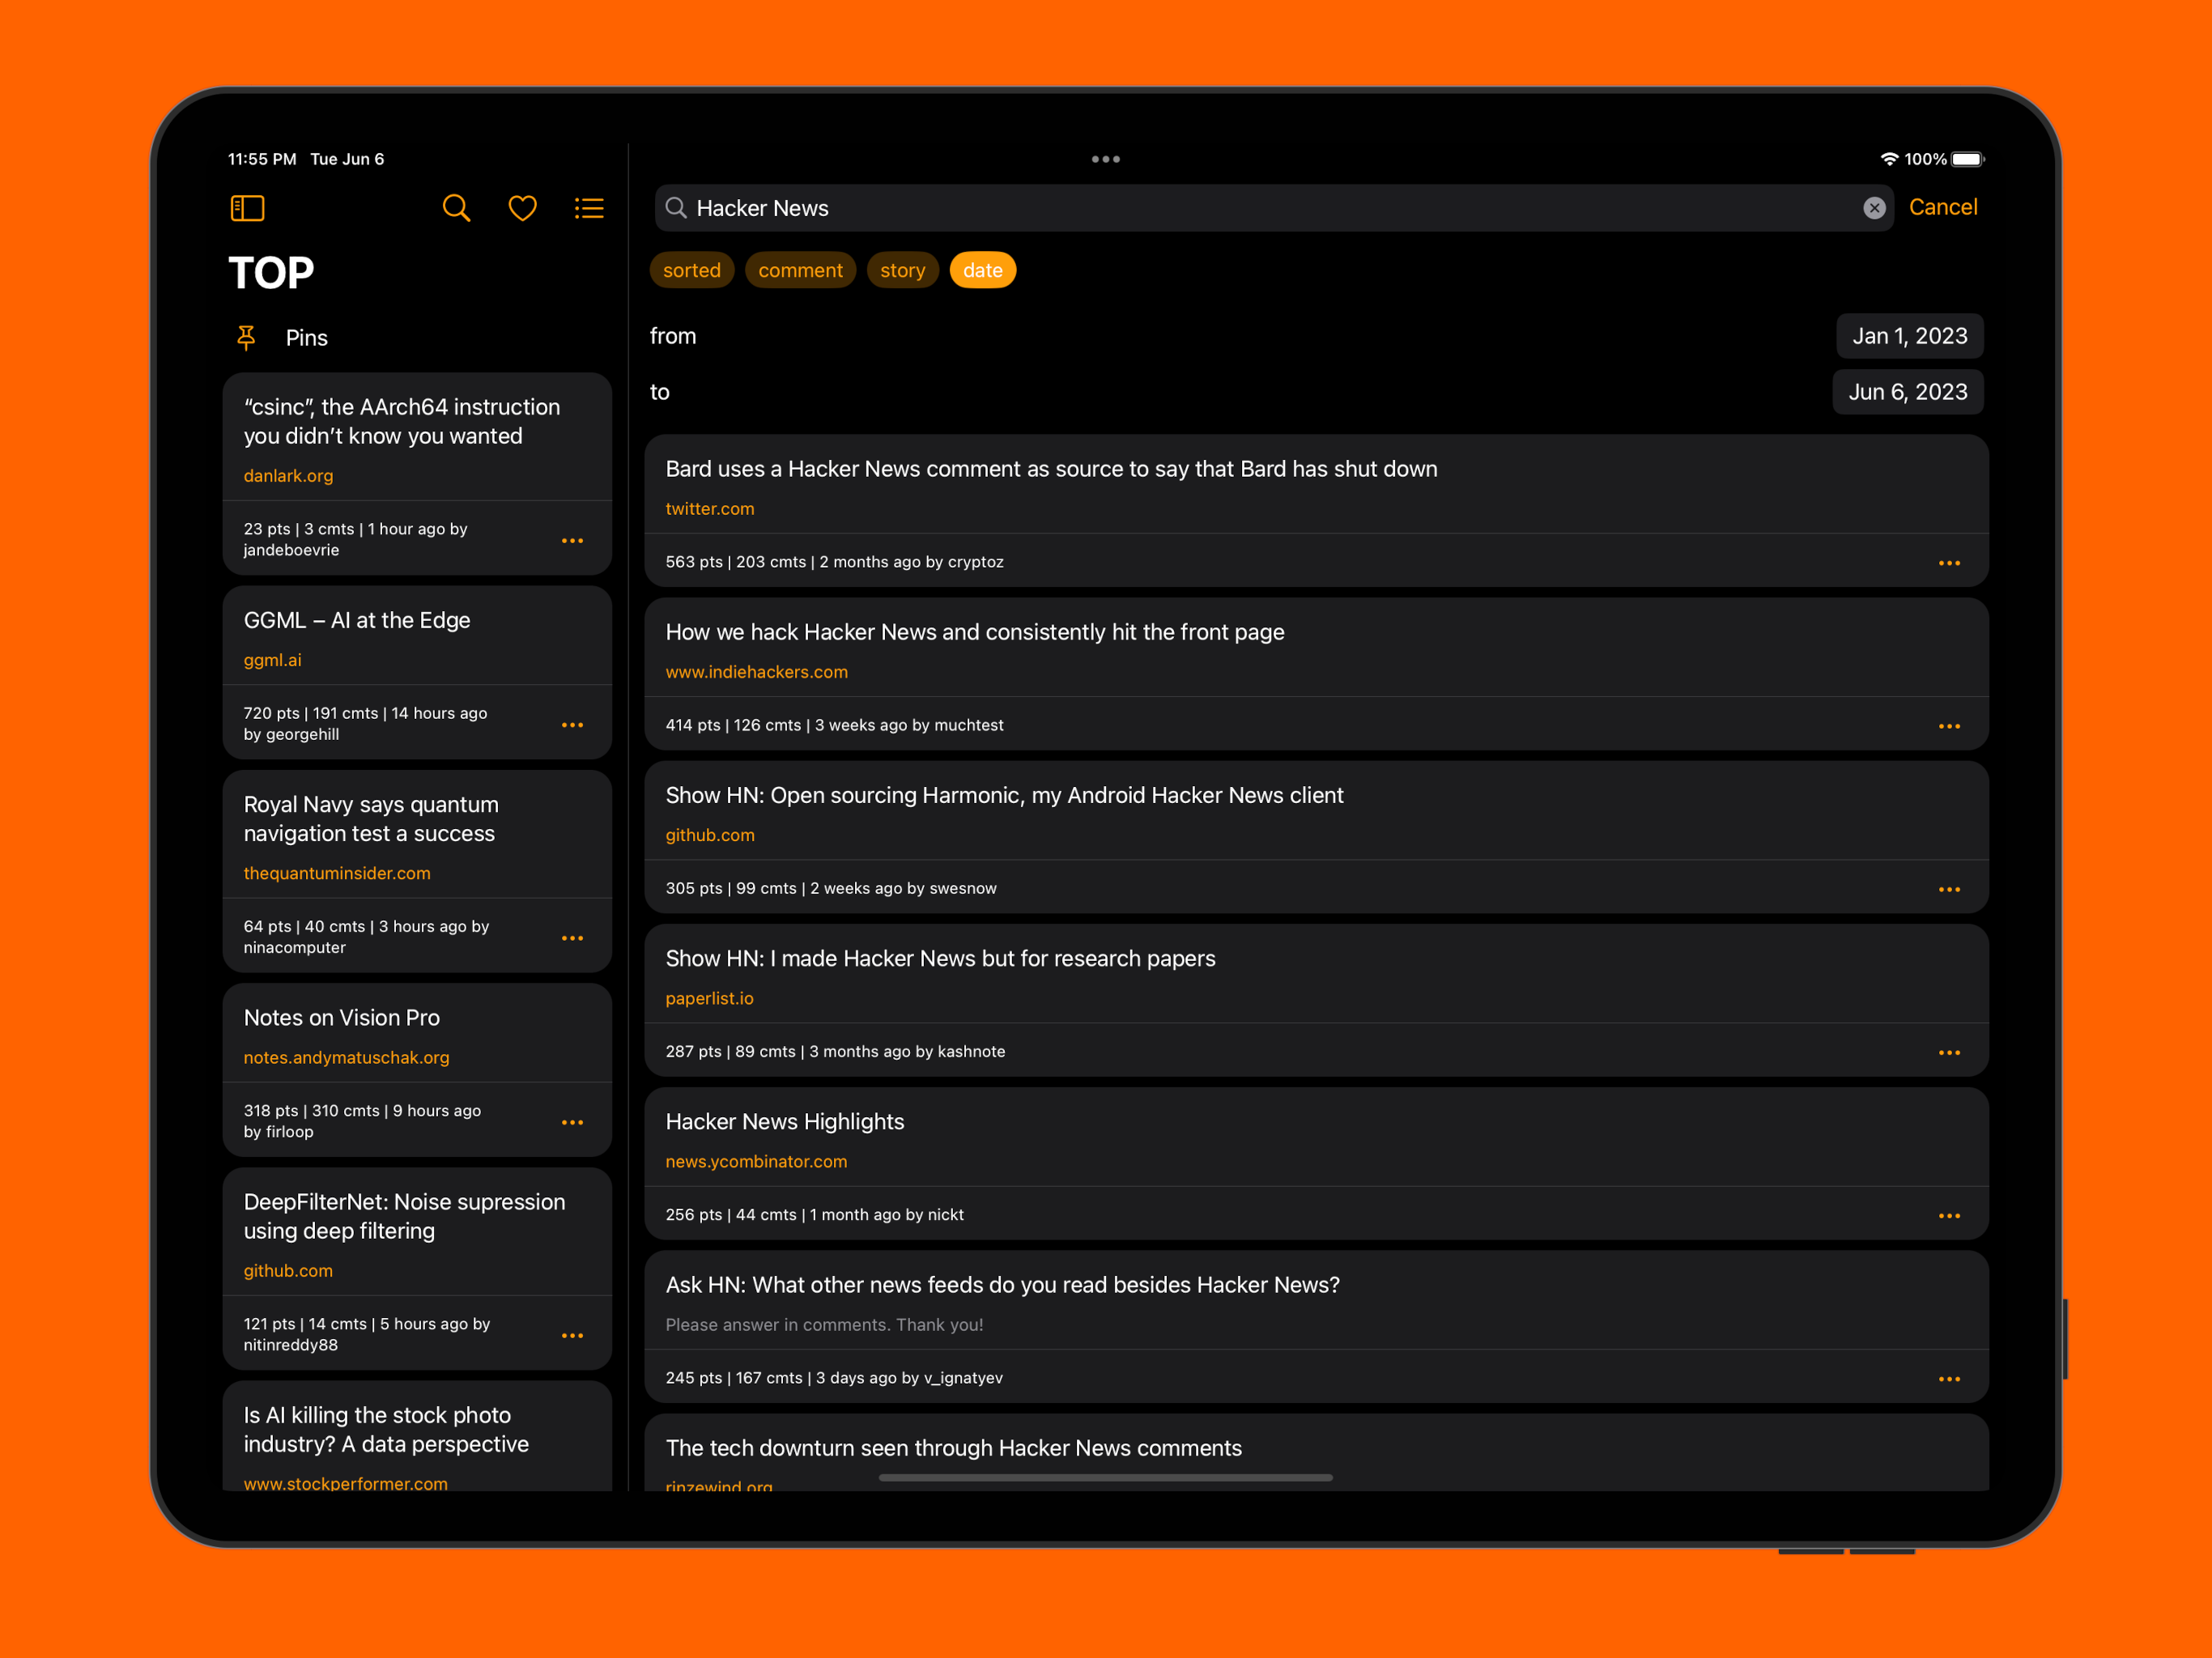 11:55 PM Tue Jun 6
100%
TOP
Pins
“csinc”, the AArch64 instruction
you didn’t know you wanted
danlark.org
23 pts | 3 cmts | 1 hour ago by
jandeboevrie
GGML – AI at the Edge
ggml.ai
720 pts | 191 cmts | 14 hours ago
by georgehill
Royal Navy says quantum
navigation test a success
thequantuminsider.com
64 pts | 40 cmts | 3 hours ago by
ninacomputer
Notes on Vision Pro
notes.andymatuschak.org
318 pts | 310 cmts | 9 hours ago
by firloop
DeepFilterNet: Noise supression
using deep filtering
github.com
121 pts | 14 cmts | 5 hours ago by
nitinreddy88
Is AI killing the stock photo
industry? A data perspective
www.stockperformer.com
Hacker News
Cancel
sorted comment story date
from Jan 1, 2023
to Jun 6, 2023
Bard uses a Hacker News comment as source to say that Bard has shut down
twitter.com
563 pts | 203 cmts | 2 months ago by cryptoz
How we hack Hacker News and consistently hit the front page
www.indiehackers.com
414 pts | 126 cmts | 3 weeks ago by muchtest
Show HN: Open sourcing Harmonic, my Android Hacker News client
github.com
305 pts | 99 cmts | 2 weeks ago by swesnow
Show HN: I made Hacker News but for research papers
paperlist.io
287 pts | 89 cmts | 3 months ago by kashnote
Hacker News Highlights
news.ycombinator.com
256 pts | 44 cmts | 1 month ago by nickt
Ask HN: What other news feeds do you read besides Hacker News?
Please answer in comments. Thank you!
245 pts | 167 cmts | 3 days ago by v_ignatyev
The tech downturn seen through Hacker News comments
rinzewind.org